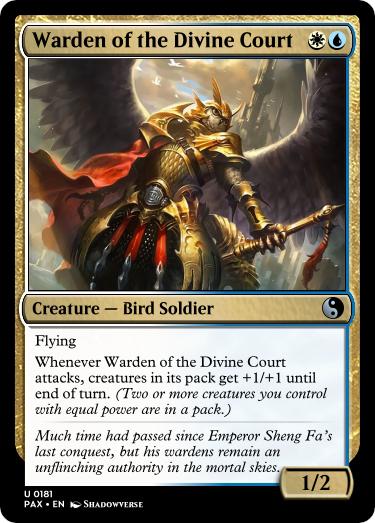 Warden of the Divine Court
Creature — Bird Soldier
Flying
Whenever Warden of the Divine Court
attacks, creatures in its pack get +1/+1 until
end of turn. (Two or more creatures you control
with equal power are in a pack.)
Much time had passed since Emperor Sheng Fa's
last conquest, but his wardens remain an
unflinching authority in the mortal skies.
1/2
U 0181
PAX • EN Shadowverse